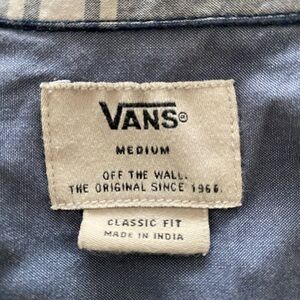 VANS®
MEDIUM
OFF THE WALL.
THE ORIGINAL SINCE 1966.
CLASSIC FIT
MADE IN INDIA